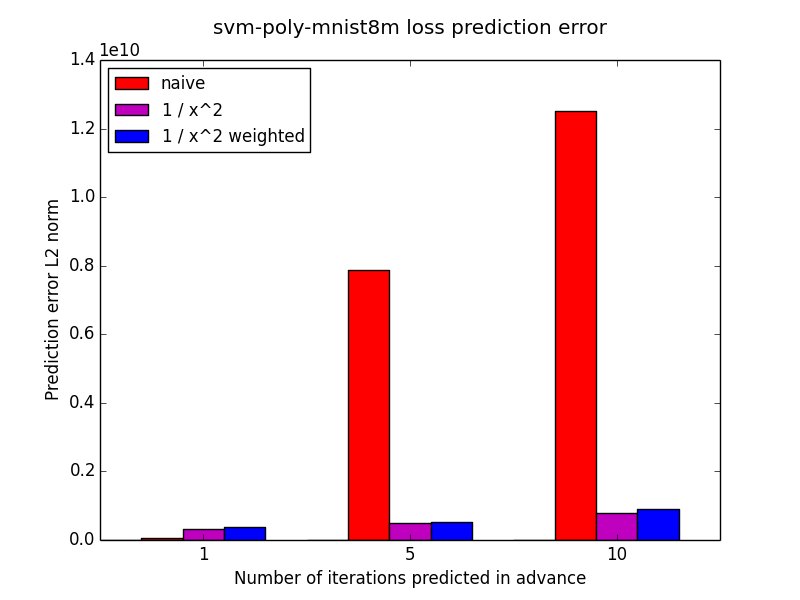 svm-poly-mnist8m loss prediction error
1e10
1.4
1.2
1.0
0.8
0.6
0.4
0.2
0.0
Prediction error L2 norm
naive
1 / x^2
1 / x^2 weighted
1 5 10
Number of iterations predicted in advance